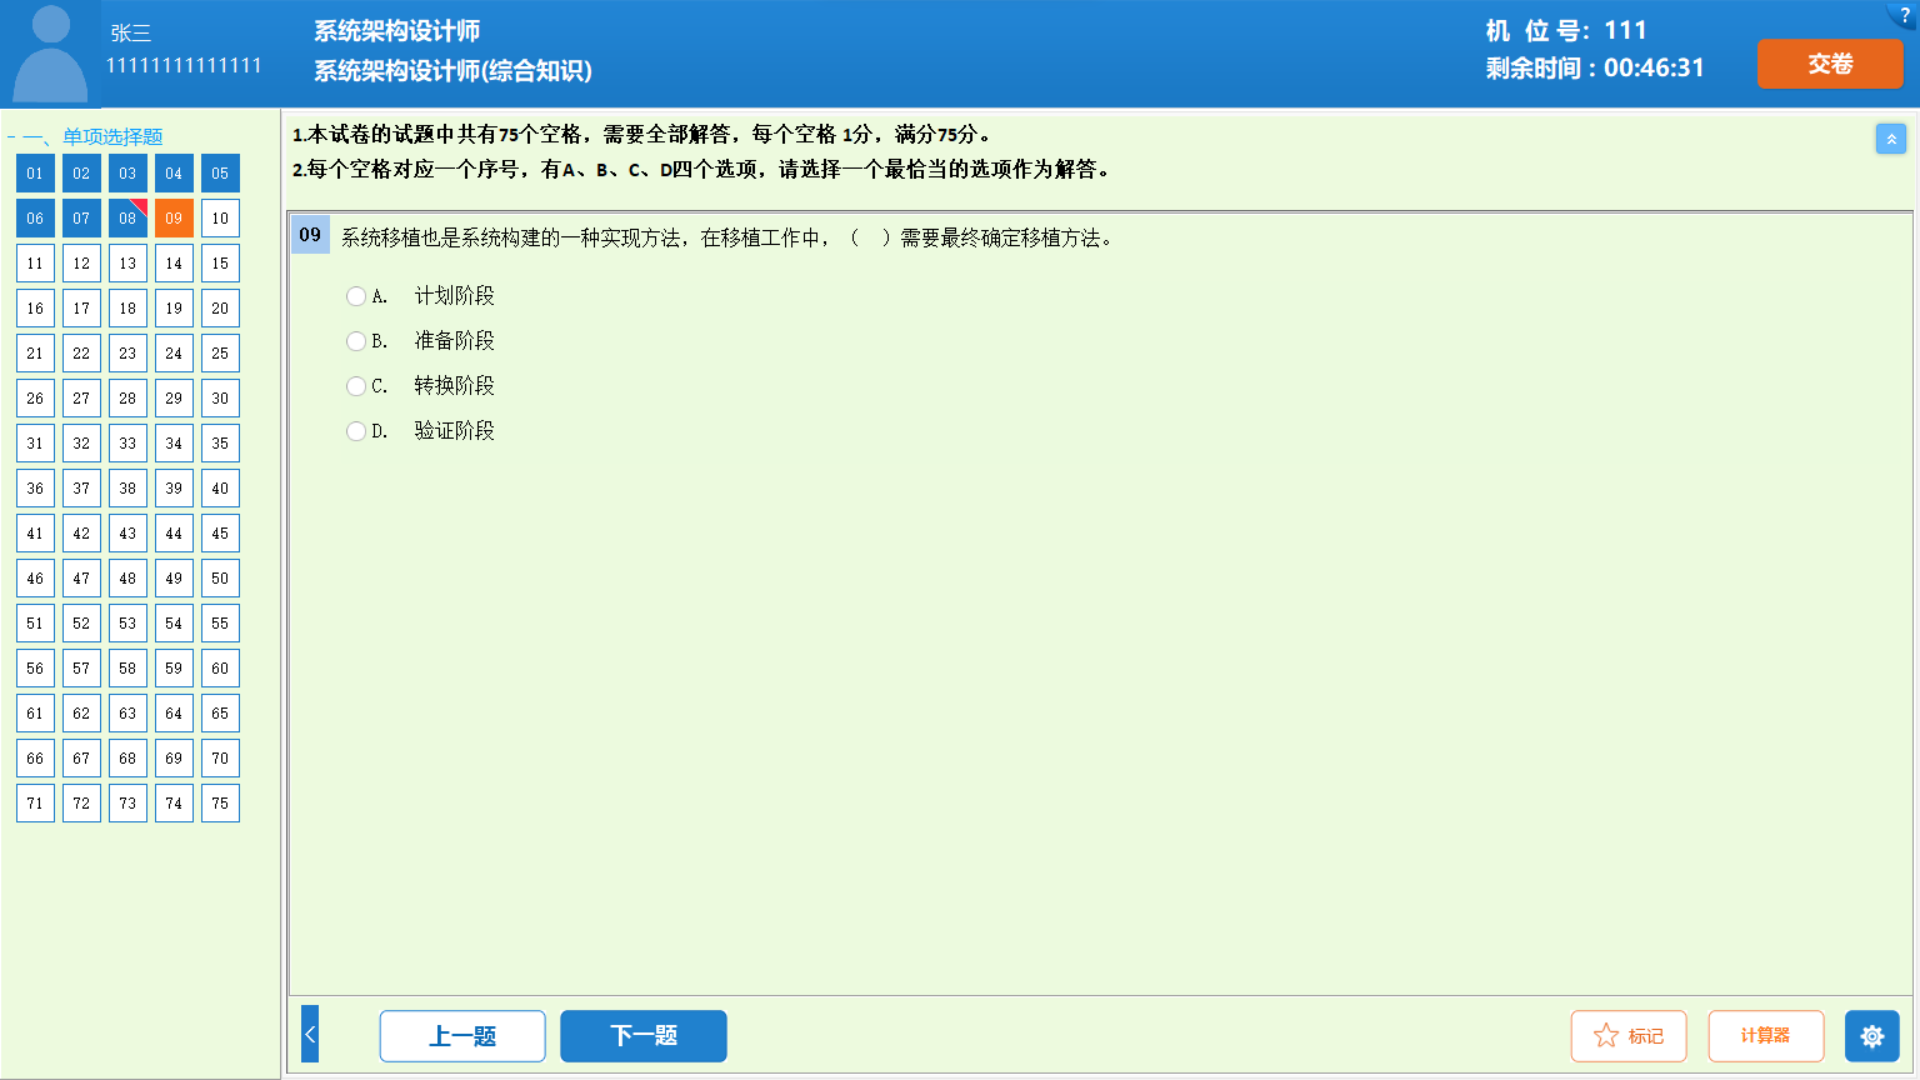 张三
11111111111111
系统架构设计师
系统架构设计师(综合知识)
机 位 号: 111
剩余时间：00:46:31
?
交卷
- 一、单项选择题
01 02 03 04 05
06 07 08 09 10
11 12 13 14 15
16 17 18 19 20
21 22 23 24 25
26 27 28 29 30
31 32 33 34 35
36 37 38 39 40
41 42 43 44 45
46 47 48 49 50
51 52 53 54 55
56 57 58 59 60
61 62 63 64 65
66 67 68 69 70
71 72 73 74 75
1.本试卷的试题中共有75个空格，需要全部解答，每个空格 1分，满分75分。
2.每个空格对应一个序号，有A、B、C、D四个选项，请选择一个最恰当的选项作为解答。
09 系统移植也是系统构建的一种实现方法，在移植工作中，（ ）需要最终确定移植方法。
A. 计划阶段
B. 准备阶段
C. 转换阶段
D. 验证阶段
上一题
下一题
标记
计算器